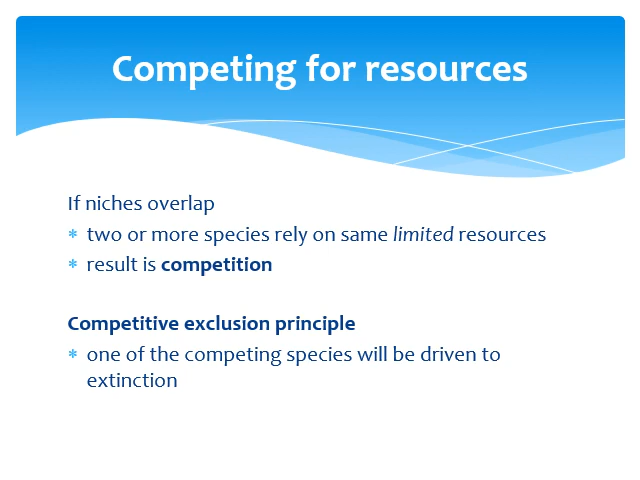 Competing for resources
If niches overlap
* two or more species rely on same limited resources
* result is competition
Competitive exclusion principle
* one of the competing species will be driven to
extinction